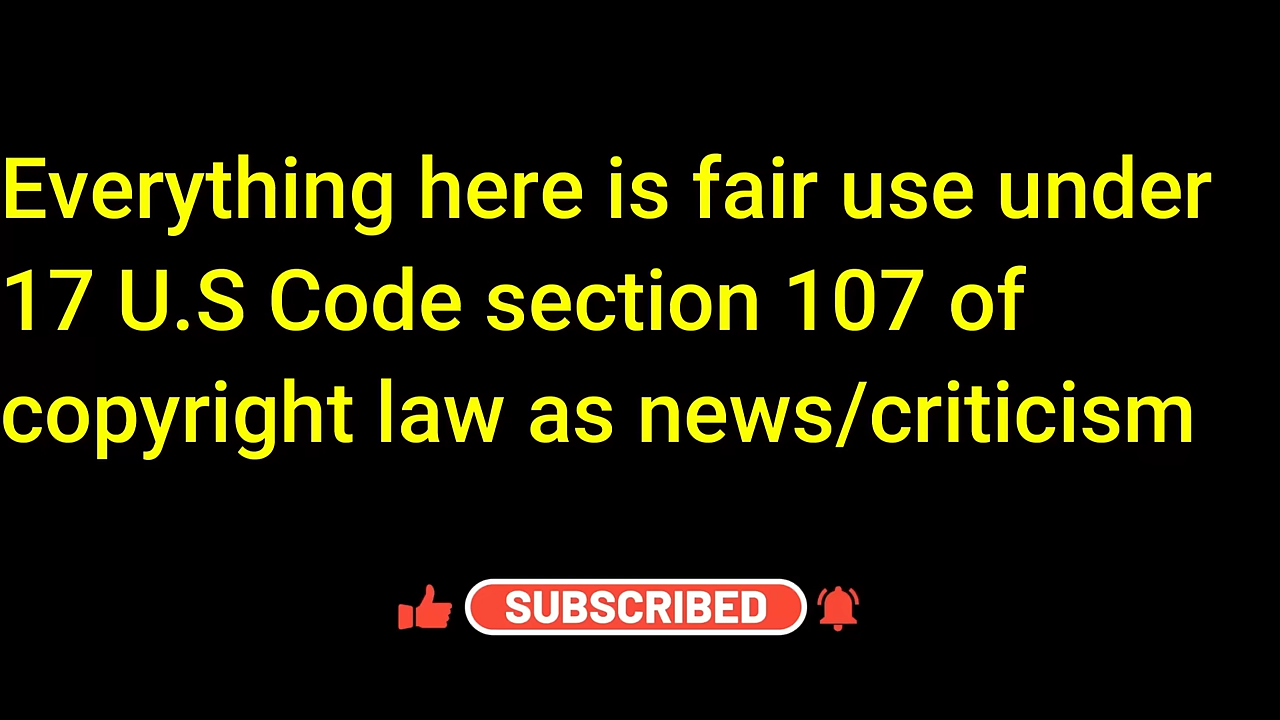 Everything here is fair use under
17 U.S Code section 107 of
copyright law as news/criticism
SUBSCRIBED